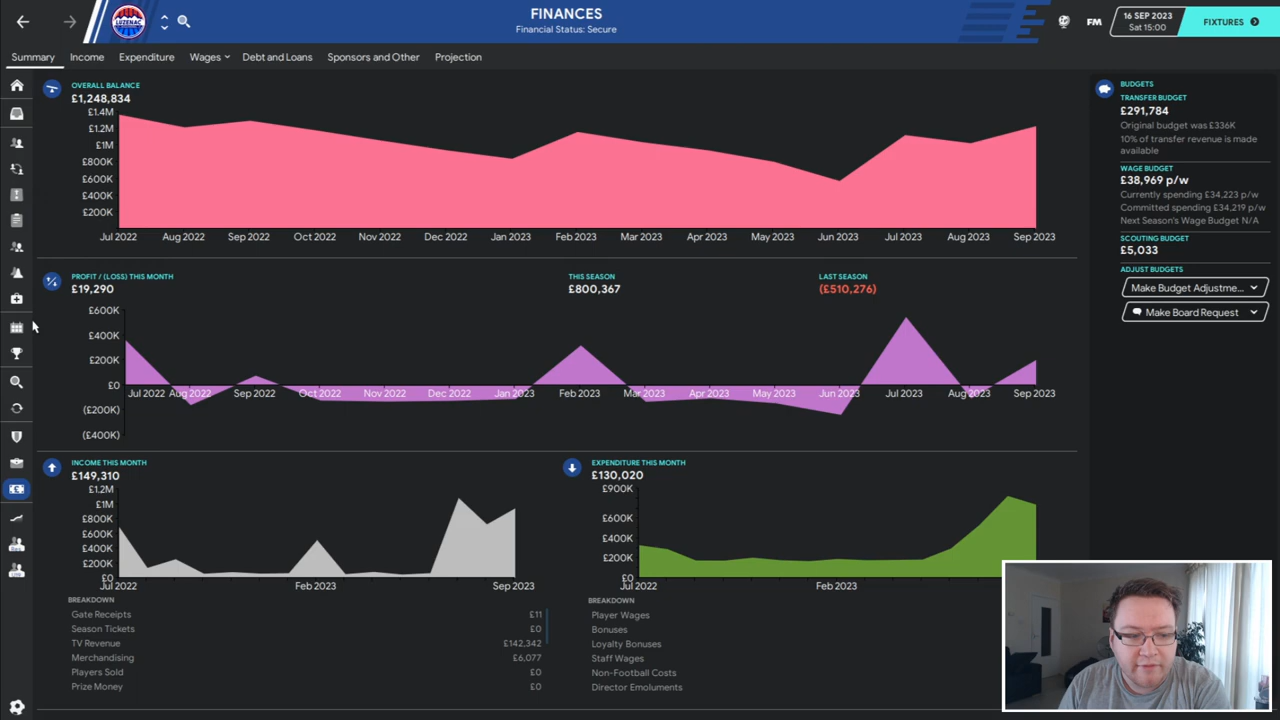 LUZENAC
FINANCES
Financial Status: Secure
FM
16 SEP 2023
Sat 15:00
FIXTURES
Summary
Income
Expenditure
Wages
Debt and Loans
Sponsors and Other
Projection
OVERALL BALANCE
£1,248,834
£1.4M
£1.2M
£1M
£800K
£600K
£400K
£200K
Jul 2022
Aug 2022
Sep 2022
Oct 2022
Nov 2022
Dec 2022
Jan 2023
Feb 2023
Mar 2023
Apr 2023
May 2023
Jun 2023
Jul 2023
Aug 2023
Sep 2023
PROFIT / (LOSS) THIS MONTH
£19,290
THIS SEASON
£800,367
LAST SEASON
(£510,276)
£600K
£400K
£200K
£0
(£200K)
(£400K)
Jul 2022
Aug 2022
Sep 2022
Oct 2022
Nov 2022
Dec 2022
Jan 2023
Feb 2023
Mar 2023
Apr 2023
May 2023
Jun 2023
Jul 2023
Aug 2023
Sep 2023
INCOME THIS MONTH
£149,310
£1.2M
£1M
£800K
£600K
£400K
£200K
£0
Jul 2022
Feb 2023
Sep 2023
BREAKDOWN
Gate Receipts £11
Season Tickets £0
TV Revenue £142,342
Merchandising £6,077
Players Sold £0
Prize Money £0
EXPENDITURE THIS MONTH
£130,020
£900K
£600K
£400K
£200K
£0
Jul 2022
Feb 2023
BREAKDOWN
Player Wages
Bonuses
Loyalty Bonuses
Staff Wages
Non-Football Costs
Director Emoluments
BUDGETS
TRANSFER BUDGET
£291,784
Original budget was £336K
10% of transfer revenue is made
available
WAGE BUDGET
£38,969 p/w
Currently spending £34,223 p/w
Committed spending £34,219 p/w
Next Season's Wage Budget N/A
SCOUTING BUDGET
£5,033
ADJUST BUDGETS
Make Budget Adjustme...
Make Board Request